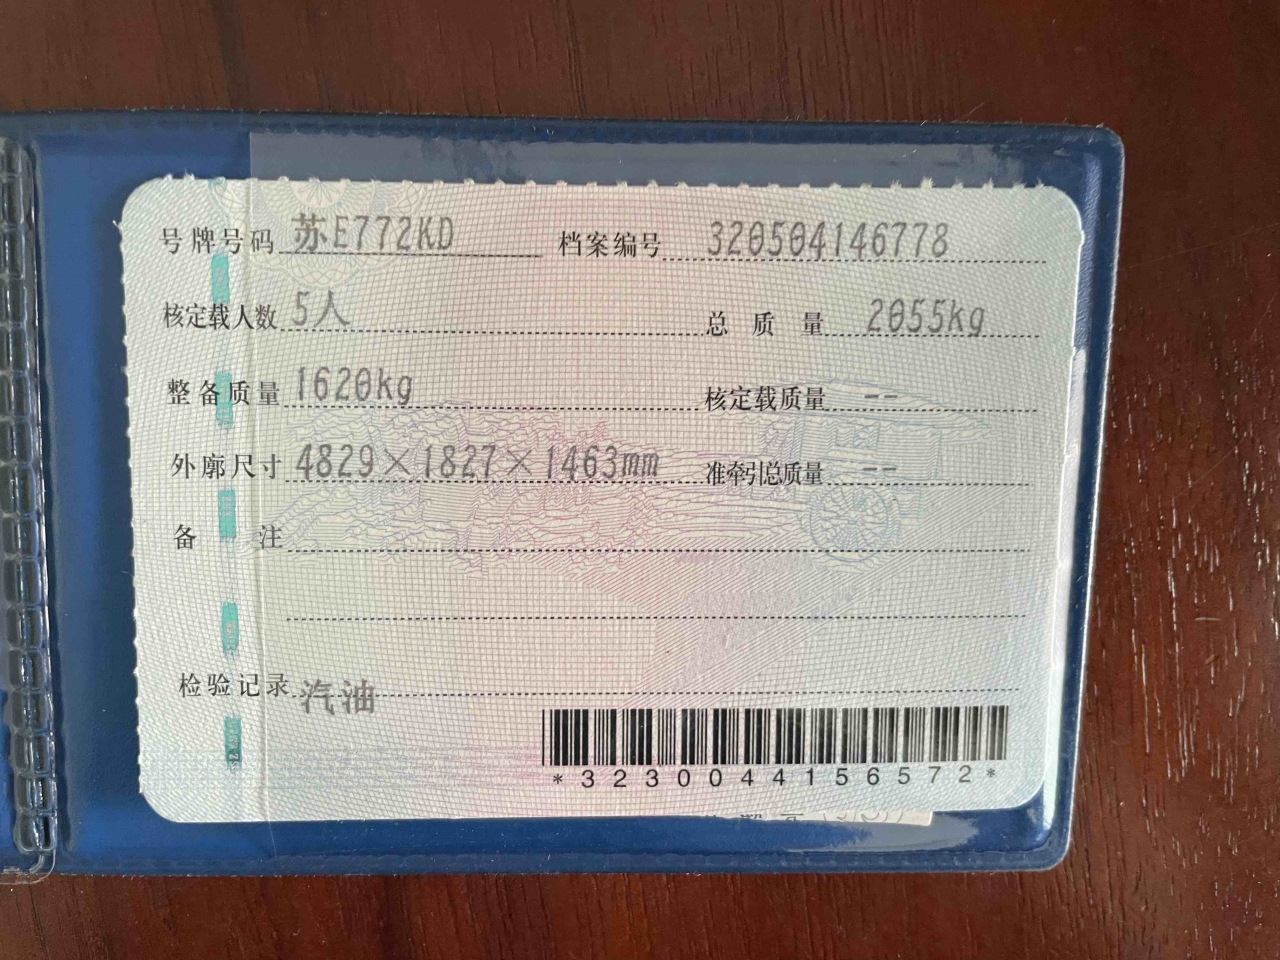 号牌号码 苏E772KD 档案编号 320504146778
核定载人数 5人 总质量 2055kg
整备质量 1620kg 核定载质量 --
外廓尺寸 4829×1827×1463mm 准牵引总质量 --
备注
检验记录 汽油
*3230044156572*